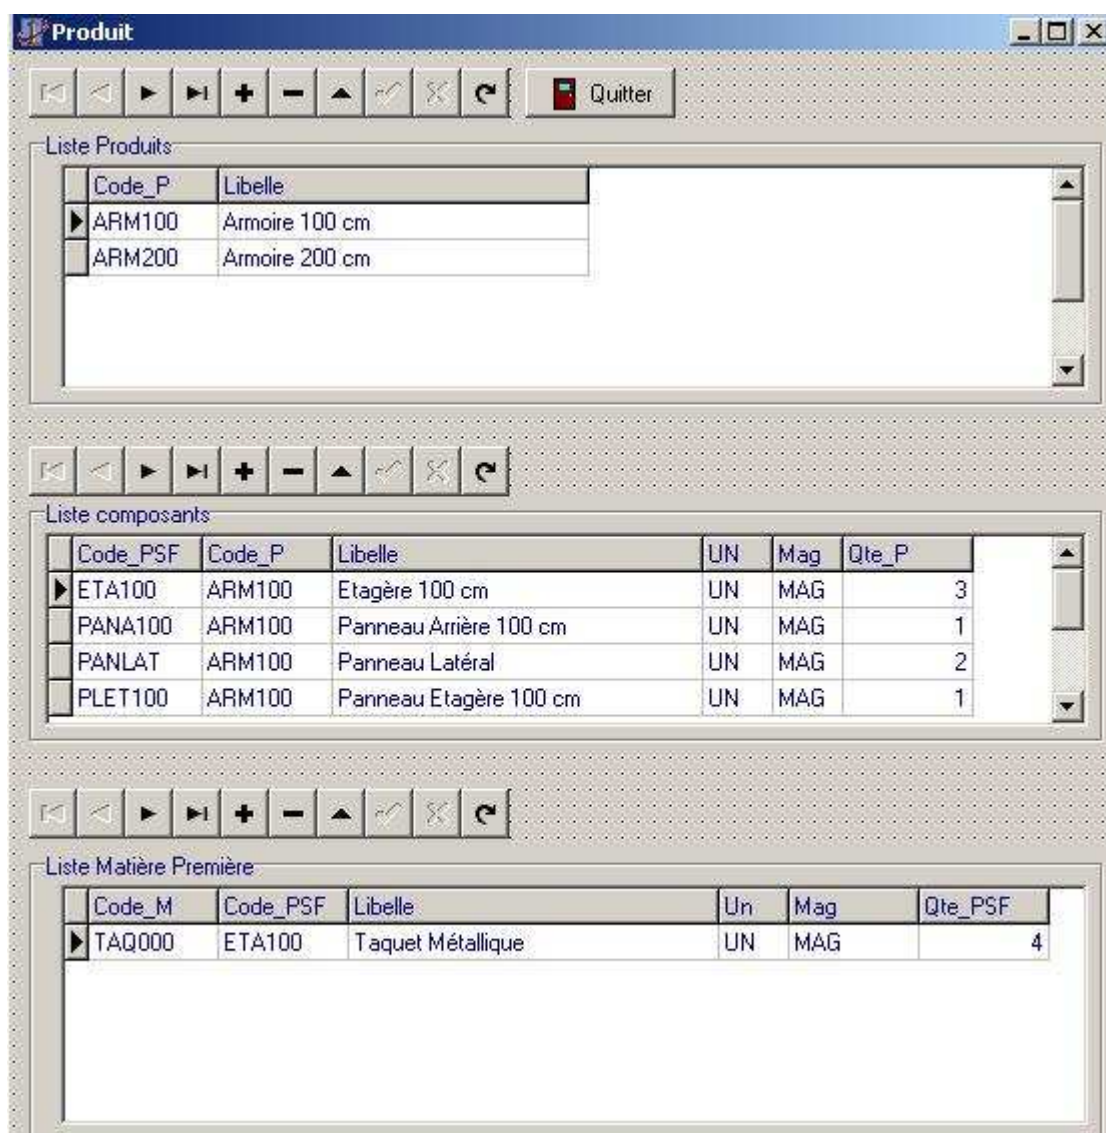 Produit
Quitter
Liste Produits
Code_P Libelle
ARM100 Armoire 100 cm
ARM200 Armoire 200 cm
Liste composants
Code_PSF Code_P Libelle UN Mag Qte_P
ETA100 ARM100 Etagère 100 cm UN MAG 3
PANA100 ARM100 Panneau Arrière 100 cm UN MAG 1
PANLAT ARM100 Panneau Latéral UN MAG 2
PLET100 ARM100 Panneau Etagère 100 cm UN MAG 1
Liste Matière Première
Code_M Code_PSF Libelle Un Mag Qte_PSF
TAQ000 ETA100 Taquet Métallique UN MAG 4